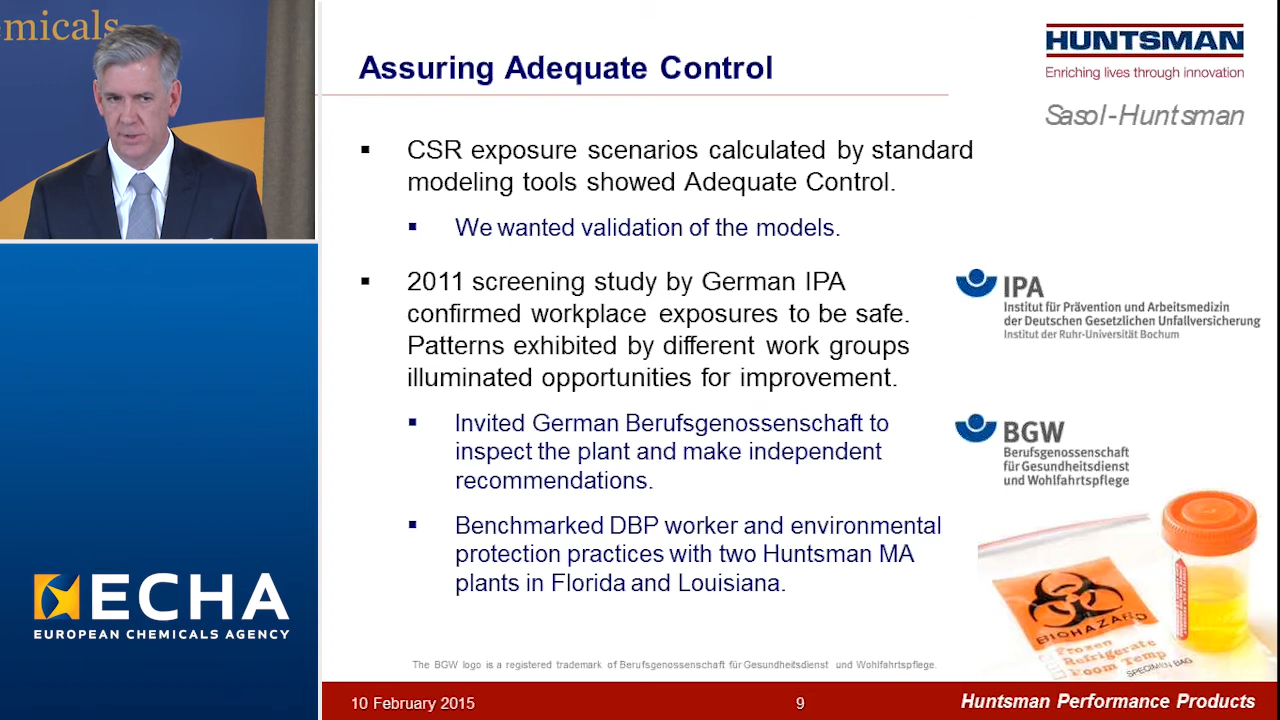 emicals
ECHA
EUROPEAN CHEMICALS AGENCY
Assuring Adequate Control
HUNTSMAN
Enriching lives through innovation
Sasol-Huntsman
▪ CSR exposure scenarios calculated by standard
modeling tools showed Adequate Control.
▪ We wanted validation of the models.
▪ 2011 screening study by German IPA
confirmed workplace exposures to be safe.
Patterns exhibited by different work groups
illuminated opportunities for improvement.
▪ Invited German Berufsgenossenschaft to
inspect the plant and make independent
recommendations.
▪ Benchmarked DBP worker and environmental
protection practices with two Huntsman MA
plants in Florida and Louisiana.
IPA
Institut für Prävention und Arbeitsmedizin
der Deutschen Gesetzlichen Unfallversicherung
Institut der Ruhr-Universität Bochum
BGW
Berufsgenossenschaft
für Gesundheitsdienst
und Wohlfahrtspflege
BIOHAZARD
Frozen
Refrigerate
Room Temp
SPECIMEN BAG
The BGW logo is a registered trademark of Berufsgenossenschaft für Gesundheitsdienst und Wohlfahrtspflege.
10 February 2015
9
Huntsman Performance Products